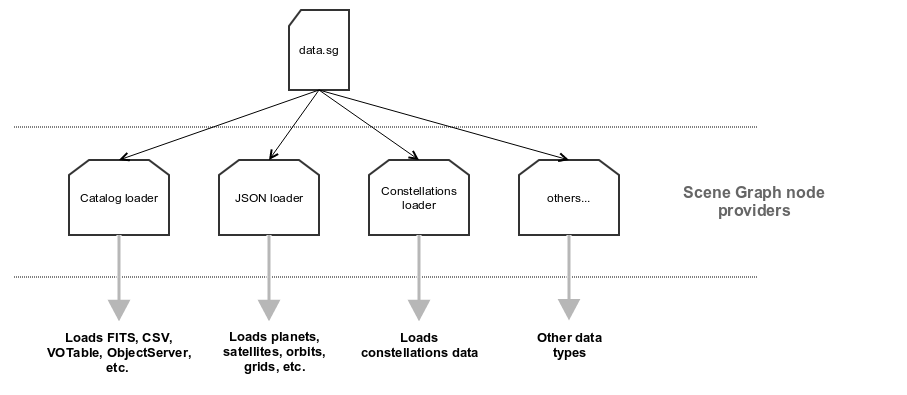 data.sg
Catalog loader
JSON loader
Constellations
loader
others...
Scene Graph node
providers
Loads FITS, CSV,
VOTable, ObjectServer,
etc.
Loads planets,
satellites, orbits,
grids, etc.
Loads
constellations data
Other data
types